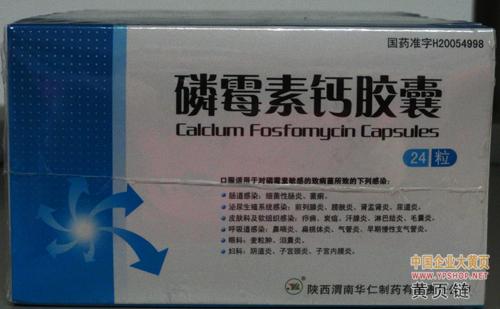 国药准字H20054998
磷霉素钙胶囊
Calcium Fosfomycin Capsules
24粒
口服适用于对磷霉素敏感的致病菌所致的下列感染：
肠道感染：细菌性肠炎、菌痢。
泌尿生殖系统感染：前列腺炎、膀胱炎、肾盂肾炎、尿道炎。
皮肤科及软组织感染：疖病、炭疽、汗腺炎、淋巴结炎、毛囊炎。
呼吸道感染：鼻咽炎、扁桃体炎、气管炎、早期慢性支气管炎。
眼科：麦粒肿、泪囊炎。
妇科：阴道炎、子宫颈炎、子宫内膜炎。
陕西渭南华仁制药有
中国企业大黄页
WWW.YPSHOP.NET
黄页链